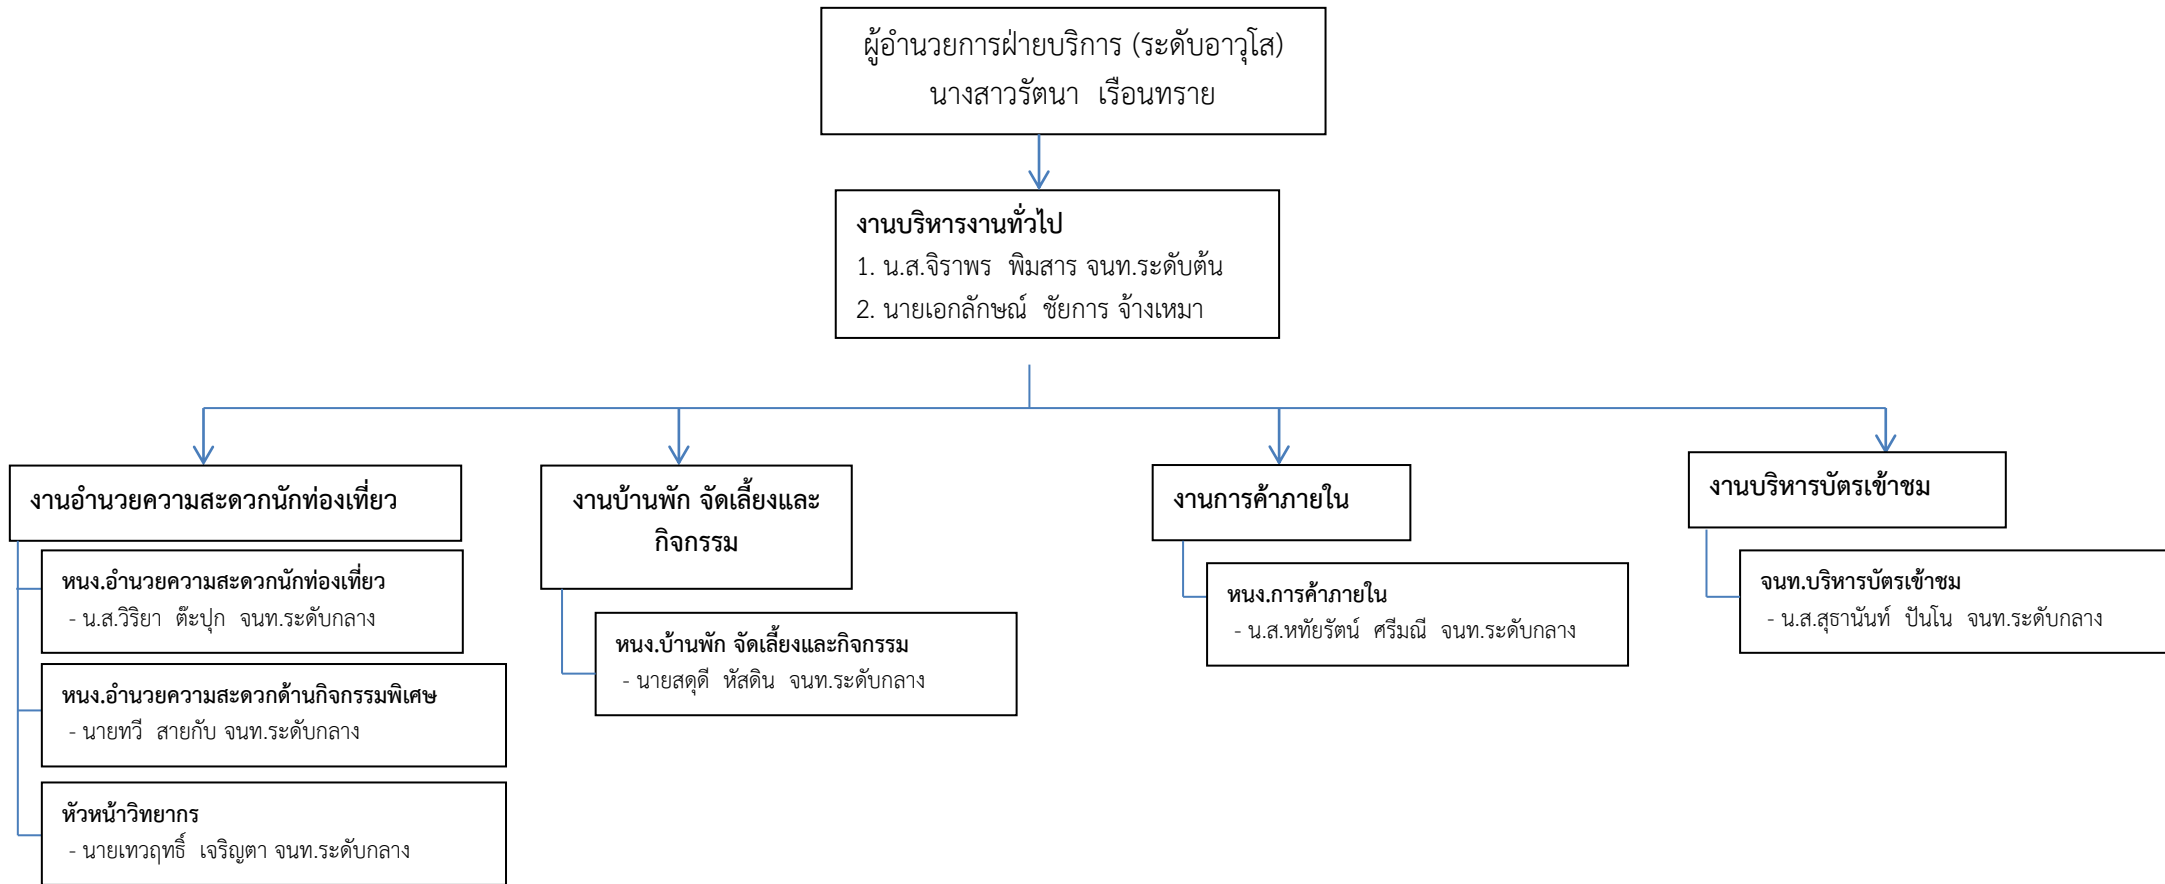 ผู้อำนวยการฝ่ายบริการ (ระดับอาวุโส)
นางสาวรัตนา เรือนทราย
งานบริหารงานทั่วไป
1. น.ส.จิราพร พิมสาร จนท.ระดับต้น
2. นายเอกลักษณ์ ชัยการ จ้างเหมา
งานอำนวยความสะดวกนักท่องเที่ยว
หนง.อำนวยความสะดวกนักท่องเที่ยว
- น.ส.วิริยา ต๊ะปุก จนท.ระดับกลาง
หนง.อำนวยความสะดวกด้านกิจกรรมพิเศษ
- นายทวี สายกับ จนท.ระดับกลาง
หัวหน้าวิทยากร
- นายเทวฤทธิ์ เจริญตา จนท.ระดับกลาง
งานบ้านพัก จัดเลี้ยงและ
กิจกรรม
หนง.บ้านพัก จัดเลี้ยงและกิจกรรม
- นายสดุดี หัสดิน จนท.ระดับกลาง
งานการค้าภายใน
หนง.การค้าภายใน
- น.ส.หทัยรัตน์ ศรีมณี จนท.ระดับกลาง
งานบริหารบัตรเข้าชม
จนท.บริหารบัตรเข้าชม
- น.ส.สุธานันท์ ปันโน จนท.ระดับกลาง